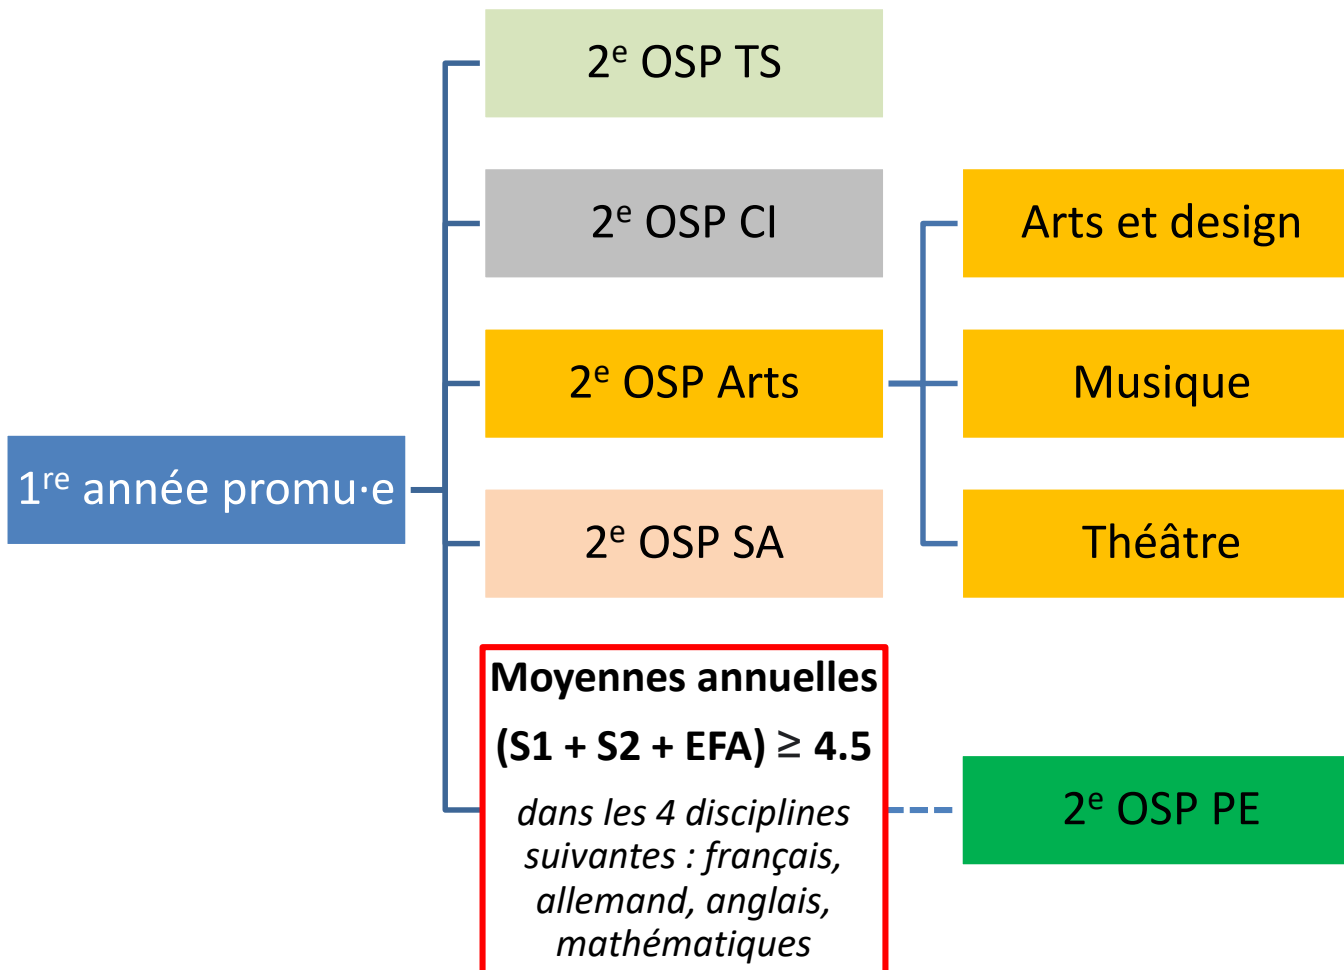 2ᵉ OSP TS
2ᵉ OSP CI
Arts et design
2ᵉ OSP Arts
Musique
1ʳᵉ année promu·e
2ᵉ OSP SA
Théâtre
Moyennes annuelles
(S1 + S2 + EFA) ≥ 4.5
dans les 4 disciplines
suivantes : français,
allemand, anglais,
mathématiques
2ᵉ OSP PE